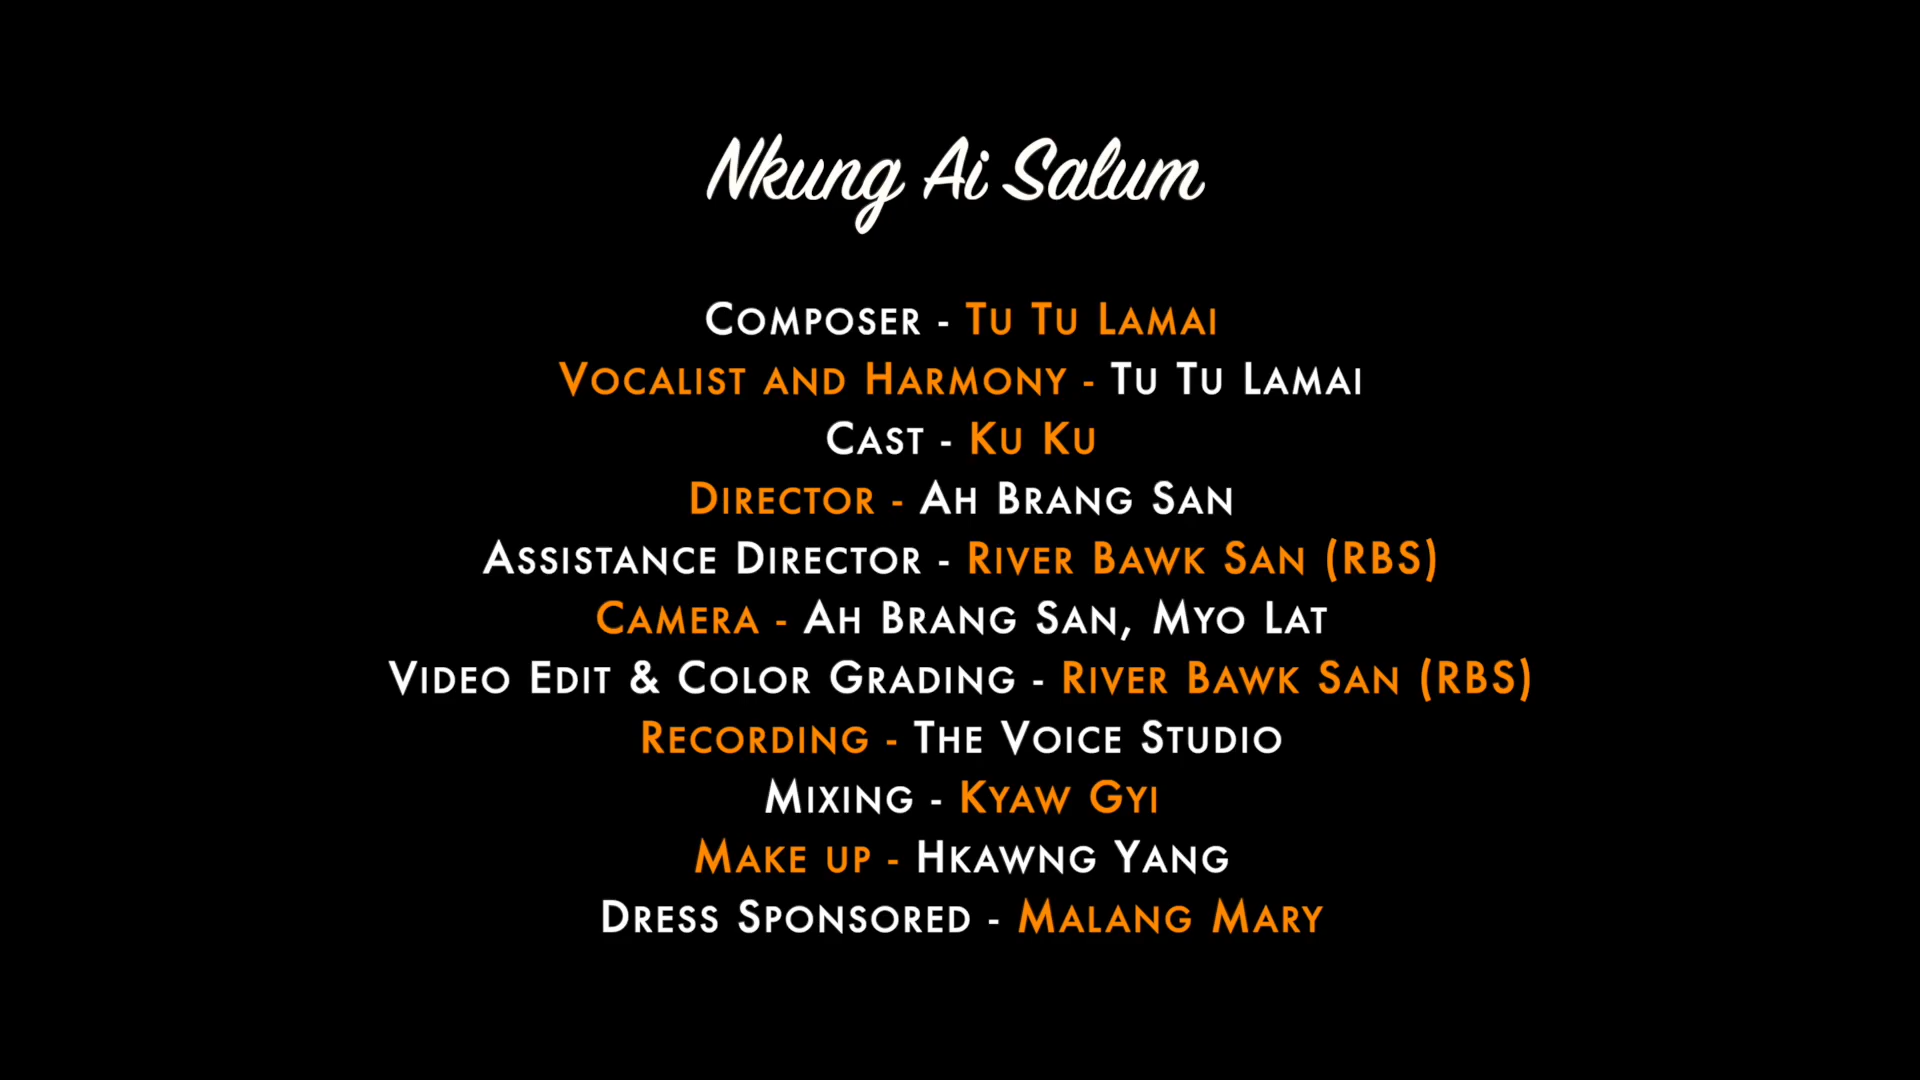 Nkung Ai Salum
Composer - Tu Tu Lamai
Vocalist and Harmony - Tu Tu Lamai
Cast - Ku Ku
Director - Ah Brang San
Assistance Director - River Bawk San (RBS)
Camera - Ah Brang San, Myo Lat
Video Edit & Color Grading - River Bawk San (RBS)
Recording - The Voice Studio
Mixing - Kyaw Gyi
Make up - Hkawng Yang
Dress Sponsored - Malang Mary